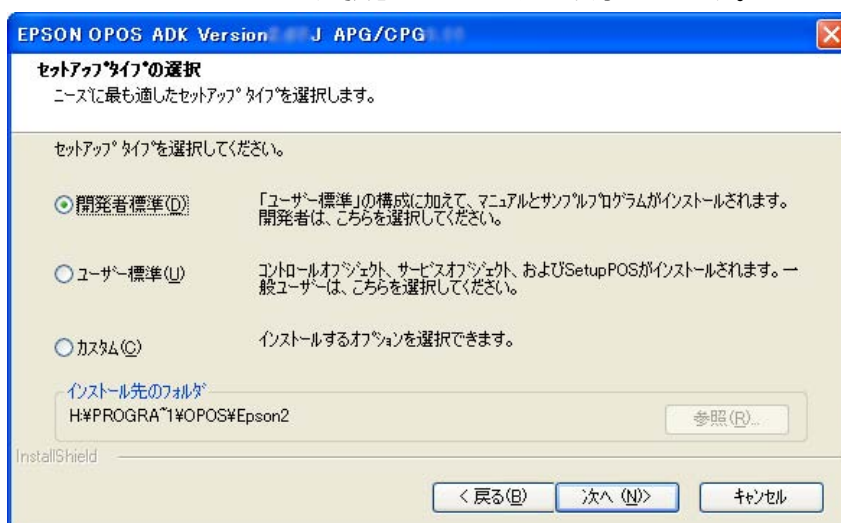 EPSON OPOS ADK Version J APG/CPG
セットアップ タイプの選択
ニーズに最も適したセットアップ タイプを選択します。
セットアップ タイプを選択してください。
開発者標準(D)
「ユーザー標準」の構成に加えて、マニュアルとサンプルプログラムがインストールされます。
開発者は、こちらを選択してください。
ユーザー標準(U)
コントロールオブジェクト、サービスオブジェクト、およびSetupPOSがインストールされます。一
般ユーザーは、こちらを選択してください。
カスタム(C)
インストールするオプションを選択できます。
インストール先のフォルダ
H:¥PROGRA~1¥OPOS¥Epson2
参照(R)...
InstallShield
< 戻る(B)
次へ (N)>
キャンセル